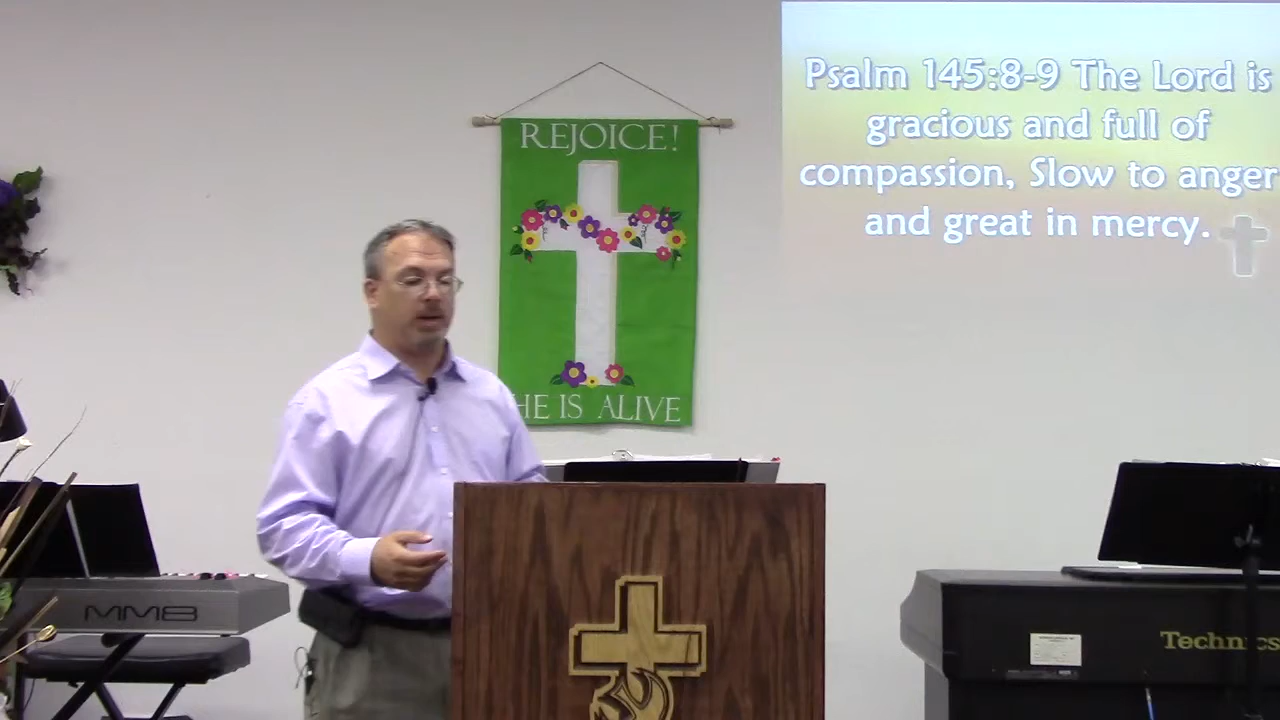 Psalm 145:8-9 The Lord is
gracious and full of
compassion, Slow to anger
and great in mercy.
REJOICE!
HE IS ALIVE
MM8
Technics